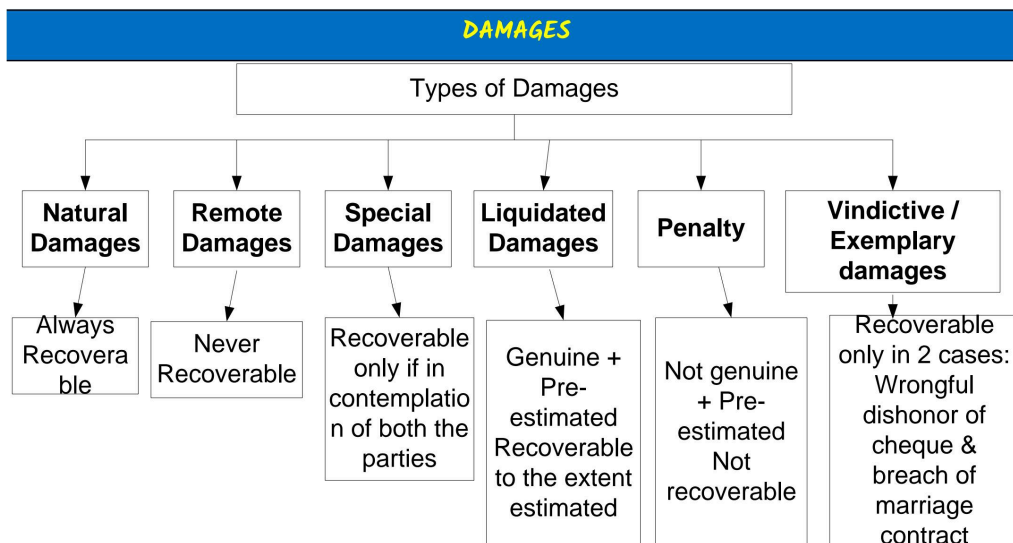 DAMAGES
Types of Damages
Natural
Damages
Remote
Damages
Special
Damages
Liquidated
Damages
Penalty
Vindictive /
Exemplary
damages
Always
Recovera
ble
Never
Recoverable
Recoverable
only if in
contemplatio
n of both the
parties
Genuine +
Pre-
estimated
Recoverable
to the extent
estimated
Not genuine
+ Pre-
estimated
Not
recoverable
Recoverable
only in 2 cases:
Wrongful
dishonor of
cheque &
breach of
marriage
contract